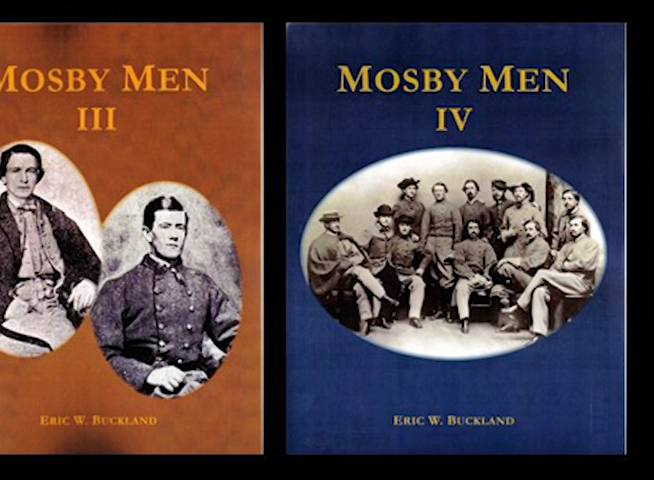 MOSBY MEN
III
ERIC W. BUCKLAND
MOSBY MEN
IV
ERIC W. BUCKLAND